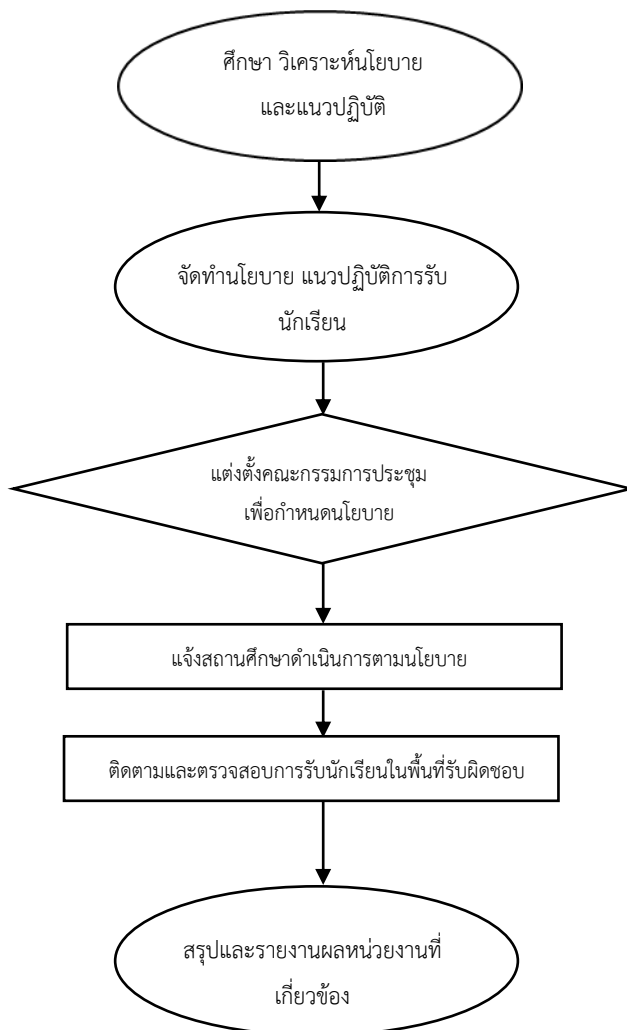 ศึกษา วิเคราะห์นโยบาย
และแนวปฏิบัติ
จัดทำนโยบาย แนวปฏิบัติการรับ
นักเรียน
แต่งตั้งคณะกรรมการประชุม
เพื่อกำหนดนโยบาย
แจ้งสถานศึกษาดำเนินการตามนโยบาย
ติดตามและตรวจสอบการรับนักเรียนในพื้นที่รับผิดชอบ
สรุปและรายงานผลหน่วยงานที่
เกี่ยวข้อง